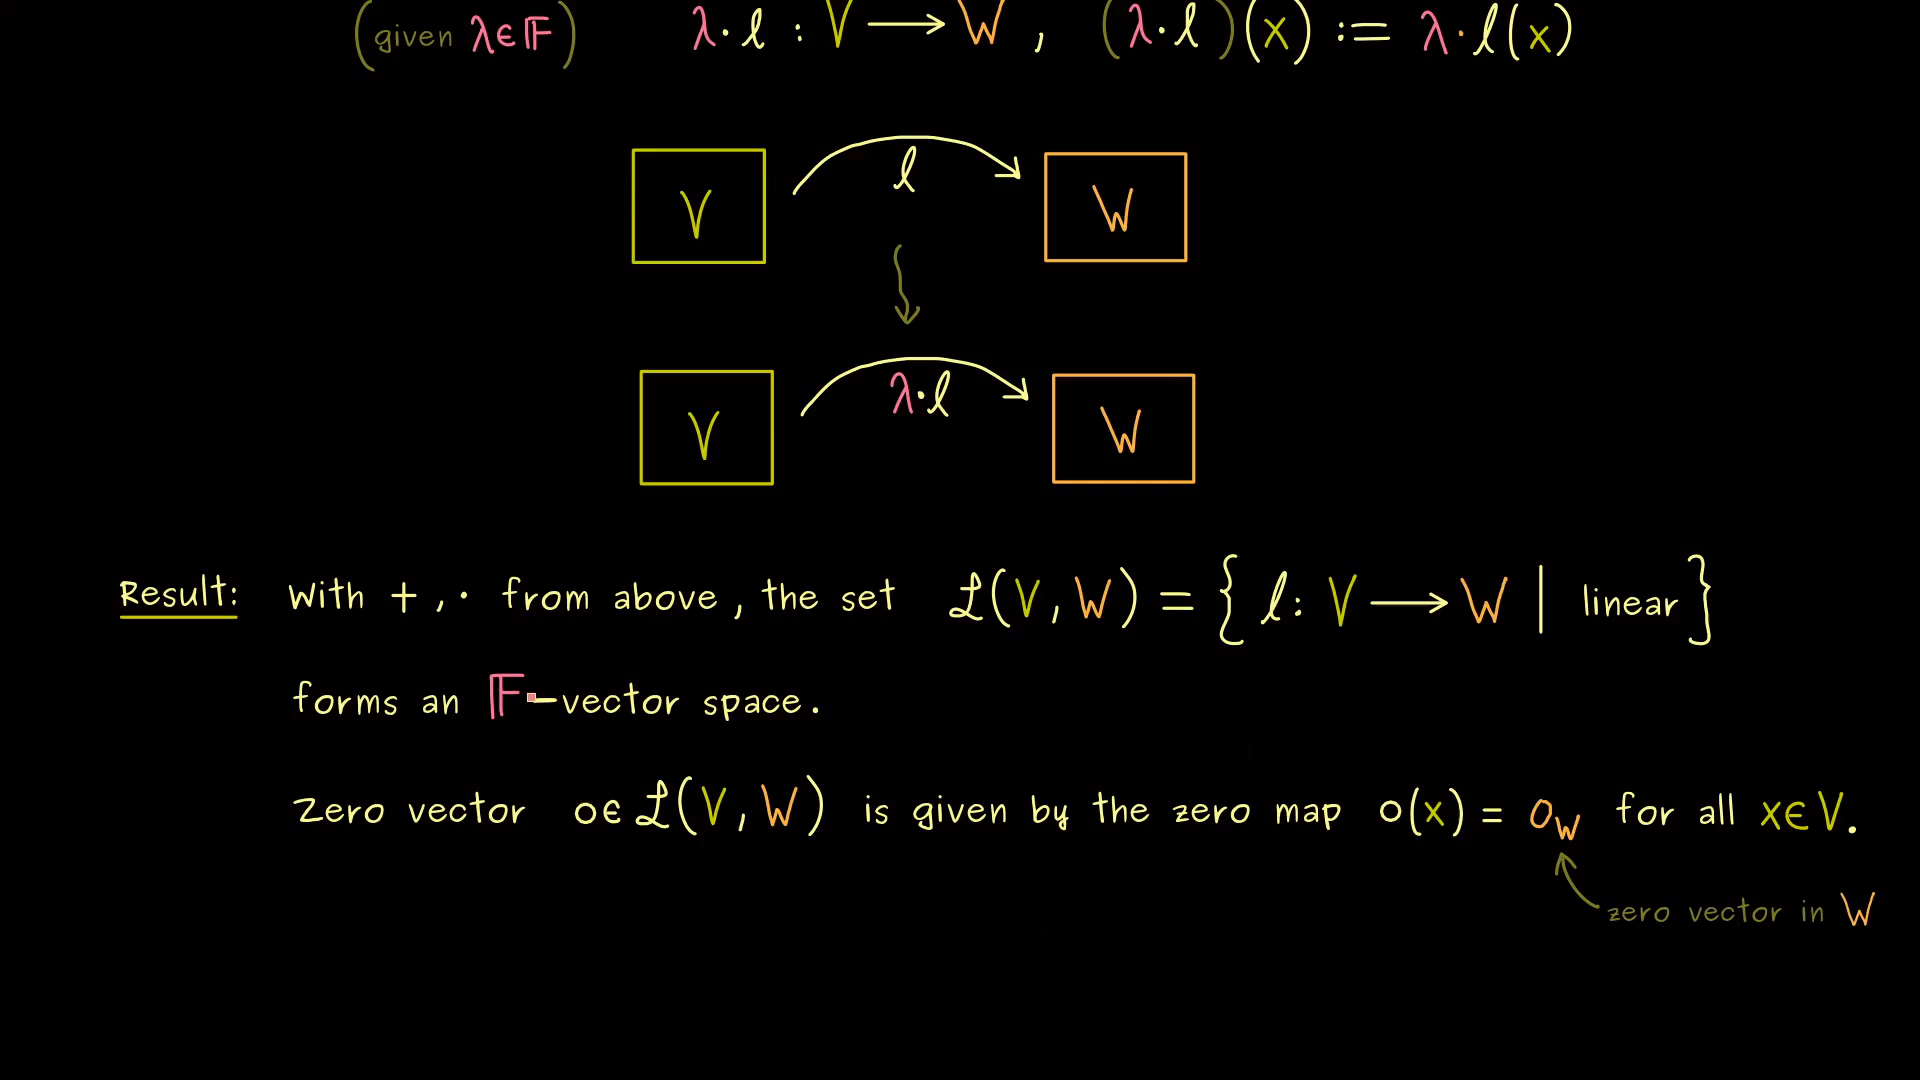 (given λ∈𝔽) λ·ℓ : V ⟶ W , (λ·ℓ)(x) := λ·ℓ(x)
V ℓ W
V λ·ℓ W
Result: With + , · from above , the set ℒ(V, W) = { ℓ: V ⟶ W | linear }
forms an 𝔽-vector space.
Zero vector o∈ ℒ(V, W) is given by the zero map o(x) = o_W for all x∈V.
zero vector in W